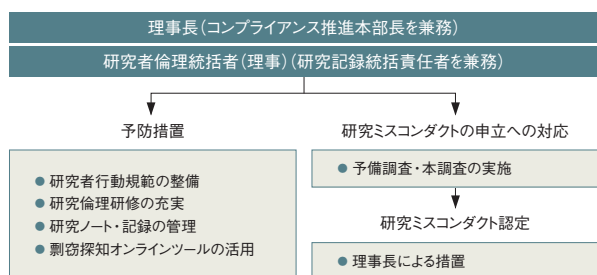 理事長（コンプライアンス推進本部長を兼務）
研究者倫理統括者（理事）（研究記録統括責任者を兼務）
予防措置
● 研究者行動規範の整備
● 研究倫理研修の充実
● 研究ノート・記録の管理
● 剽窃探知オンラインツールの活用
研究ミスコンダクトの申立への対応
● 予備調査・本調査の実施
研究ミスコンダクト認定
● 理事長による措置